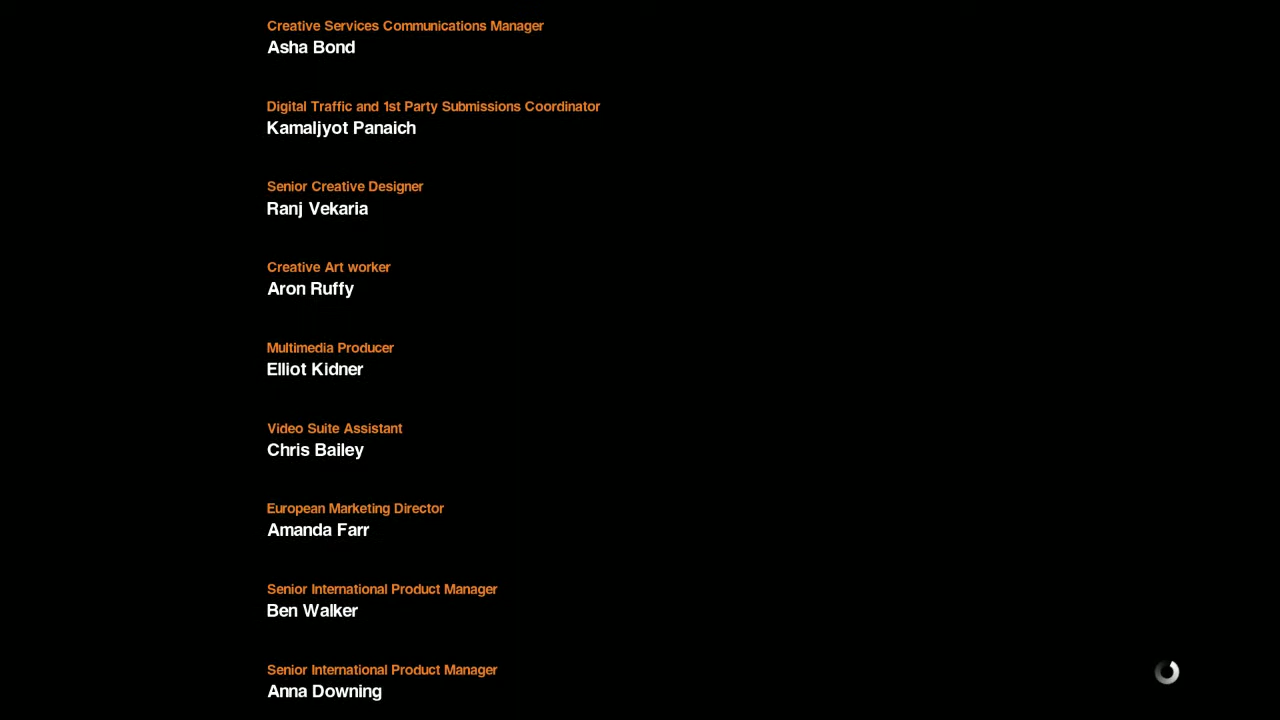 Creative Services Communications Manager
Asha Bond
Digital Traffic and 1st Party Submissions Coordinator
Kamaljyot Panaich
Senior Creative Designer
Ranj Vekaria
Creative Art worker
Aron Ruffy
Multimedia Producer
Elliot Kidner
Video Suite Assistant
Chris Bailey
European Marketing Director
Amanda Farr
Senior International Product Manager
Ben Walker
Senior International Product Manager
Anna Downing